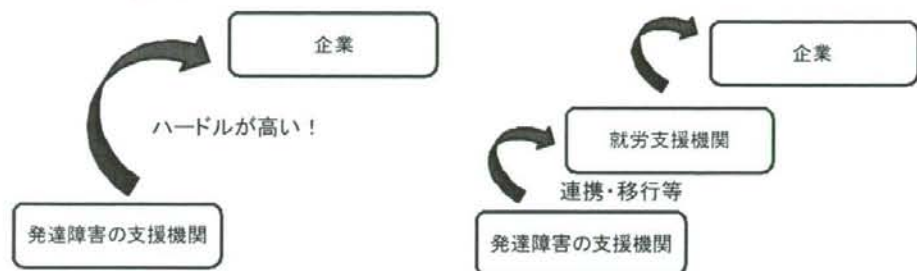 企業
ハードルが高い！
発達障害の支援機関
企業
就労支援機関
連携・移行等
発達障害の支援機関